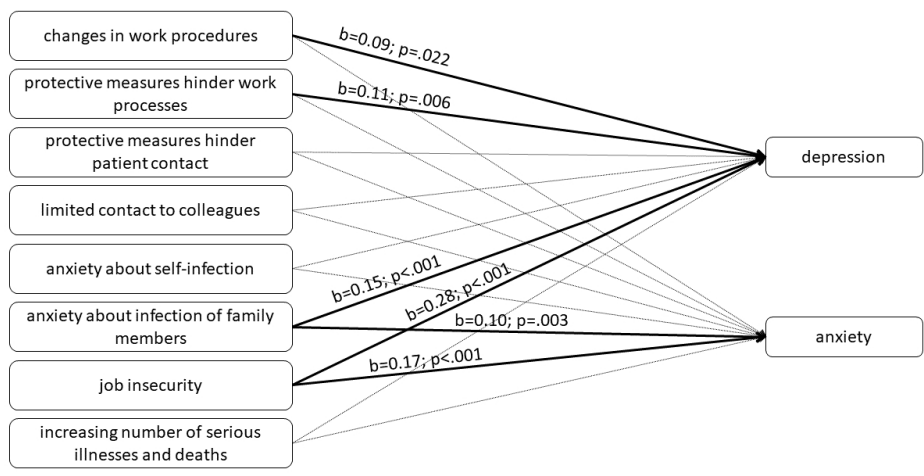 changes in work procedures
b=0.09; p=.022
protective measures hinder work
processes
b=0.11; p=.006
protective measures hinder
patient contact
depression
limited contact to colleagues
anxiety about self-infection
b=0.15; p<.001
b=0.28; p<.001
anxiety about infection of family
members
b=0.10; p=.003
anxiety
job insecurity
b=0.17; p<.001
increasing number of serious
illnesses and deaths